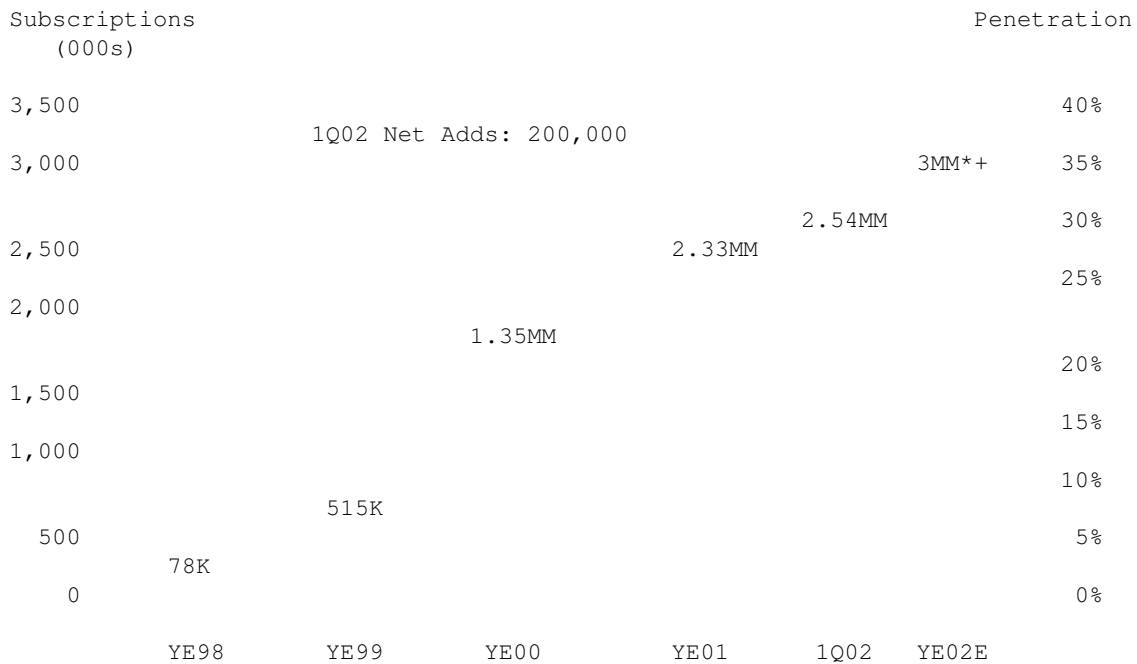 Subscriptions Penetration
(000s)
3,500 40%
1Q02 Net Adds: 200,000
3,000 3MM*+ 35%
2.54MM 30%
2,500 2.33MM
25%
2,000
1.35MM
20%
1,500
15%
1,000
10%
515K
500 5%
78K
0 0%
YE98 YE99 YE00 YE01 1Q02 YE02E